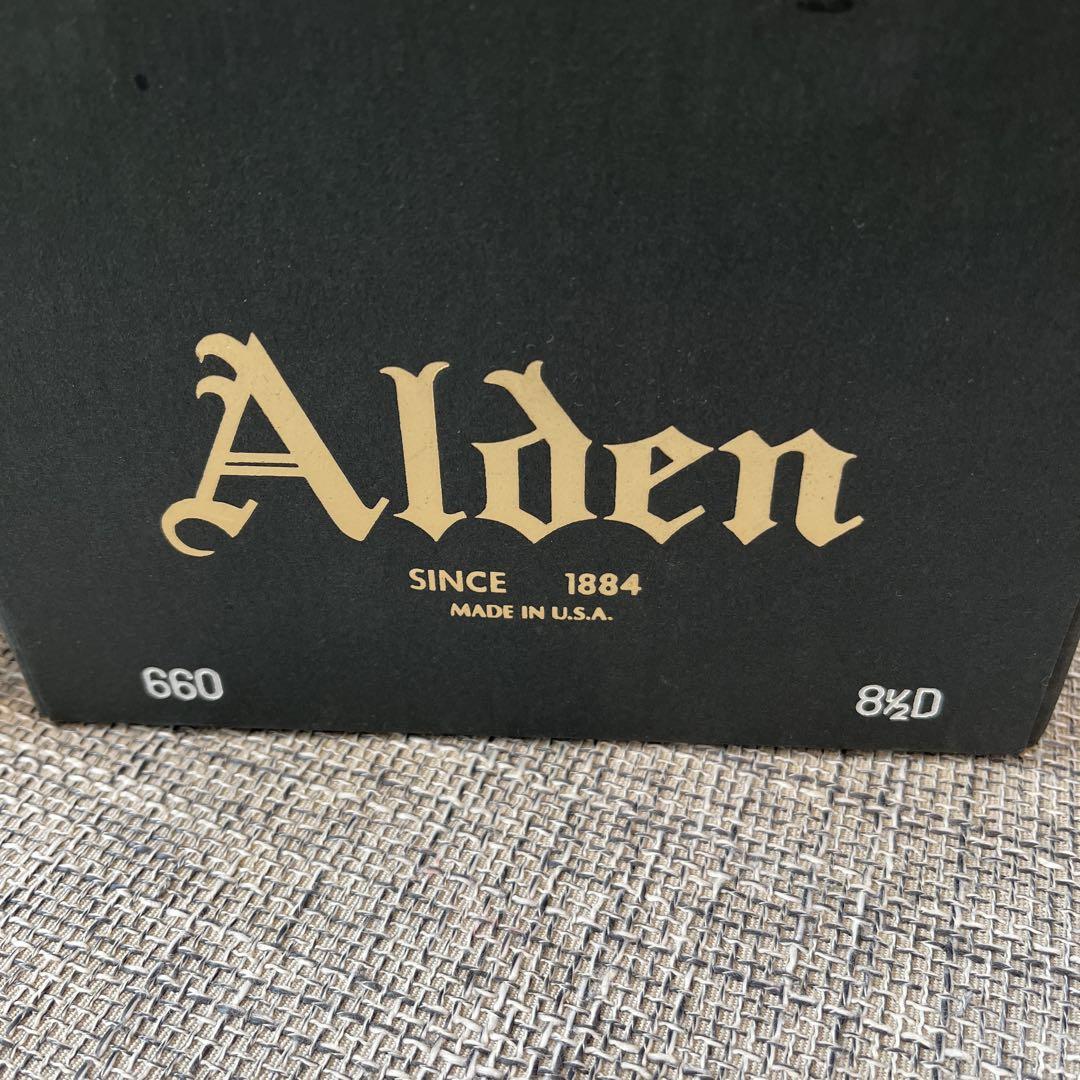 Alden
SINCE 1884
MADE IN U.S.A.
660 8½D